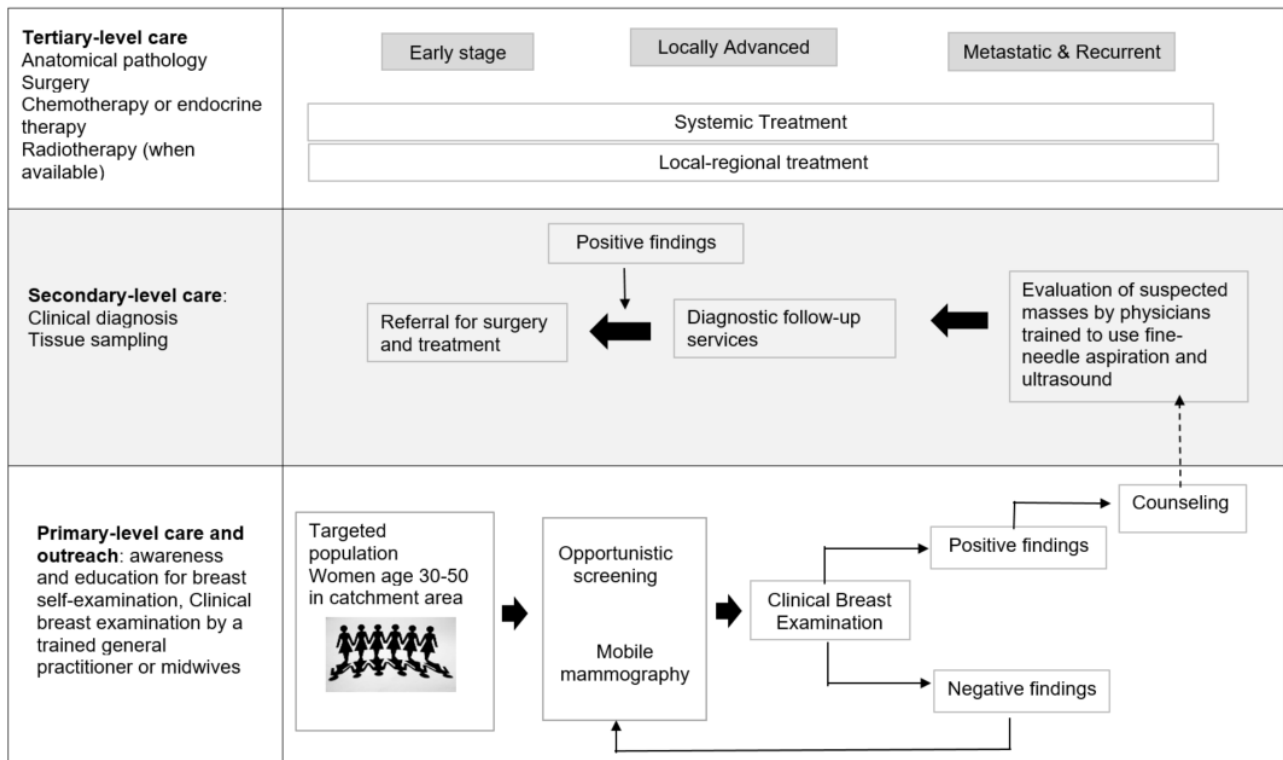 Tertiary-level care
Anatomical pathology
Surgery
Chemotherapy or endocrine
therapy
Radiotherapy (when
available)
Early stage
Locally Advanced
Metastatic & Recurrent
Systemic Treatment
Local-regional treatment
Secondary-level care:
Clinical diagnosis
Tissue sampling
Positive findings
Referral for surgery
and treatment
Diagnostic follow-up
services
Evaluation of suspected
masses by physicians
trained to use fine-
needle aspiration and
ultrasound
Primary-level care and
outreach: awareness
and education for breast
self-examination, Clinical
breast examination by a
trained general
practitioner or midwives
Targeted
population
Women age 30-50
in catchment area
Opportunistic
screening
Mobile
mammography
Clinical Breast
Examination
Positive findings
Counseling
Negative findings